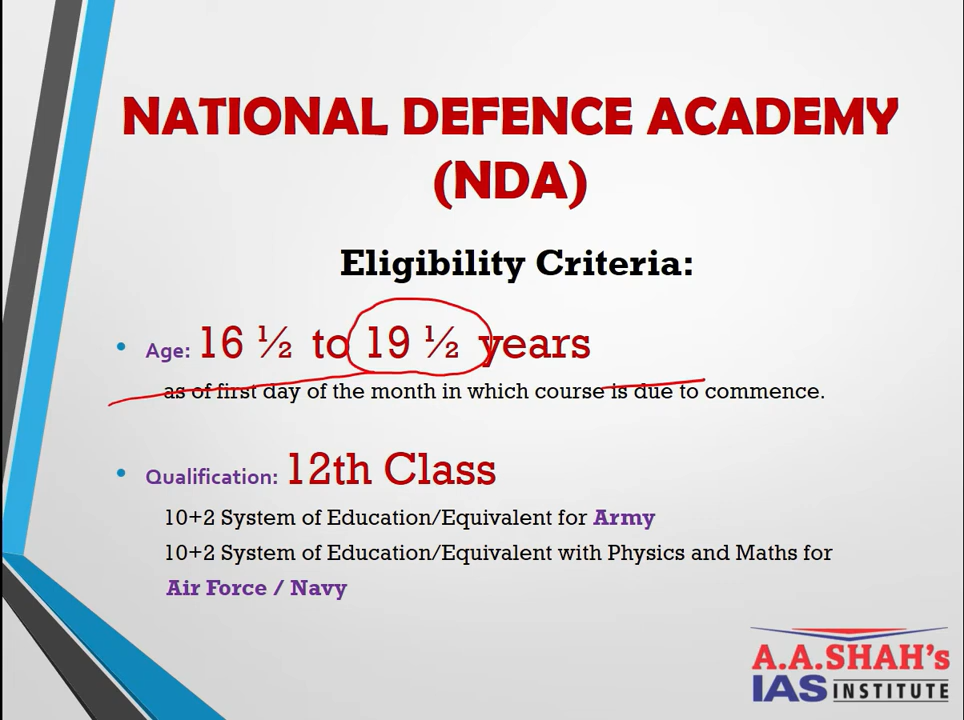 NATIONAL DEFENCE ACADEMY
(NDA)
Eligibility Criteria:
• Age: 16 ½ to 19 ½ years
as of first day of the month in which course is due to commence.
• Qualification: 12th Class
10+2 System of Education/Equivalent for Army
10+2 System of Education/Equivalent with Physics and Maths for
Air Force / Navy
A.A.SHAH's
IAS INSTITUTE